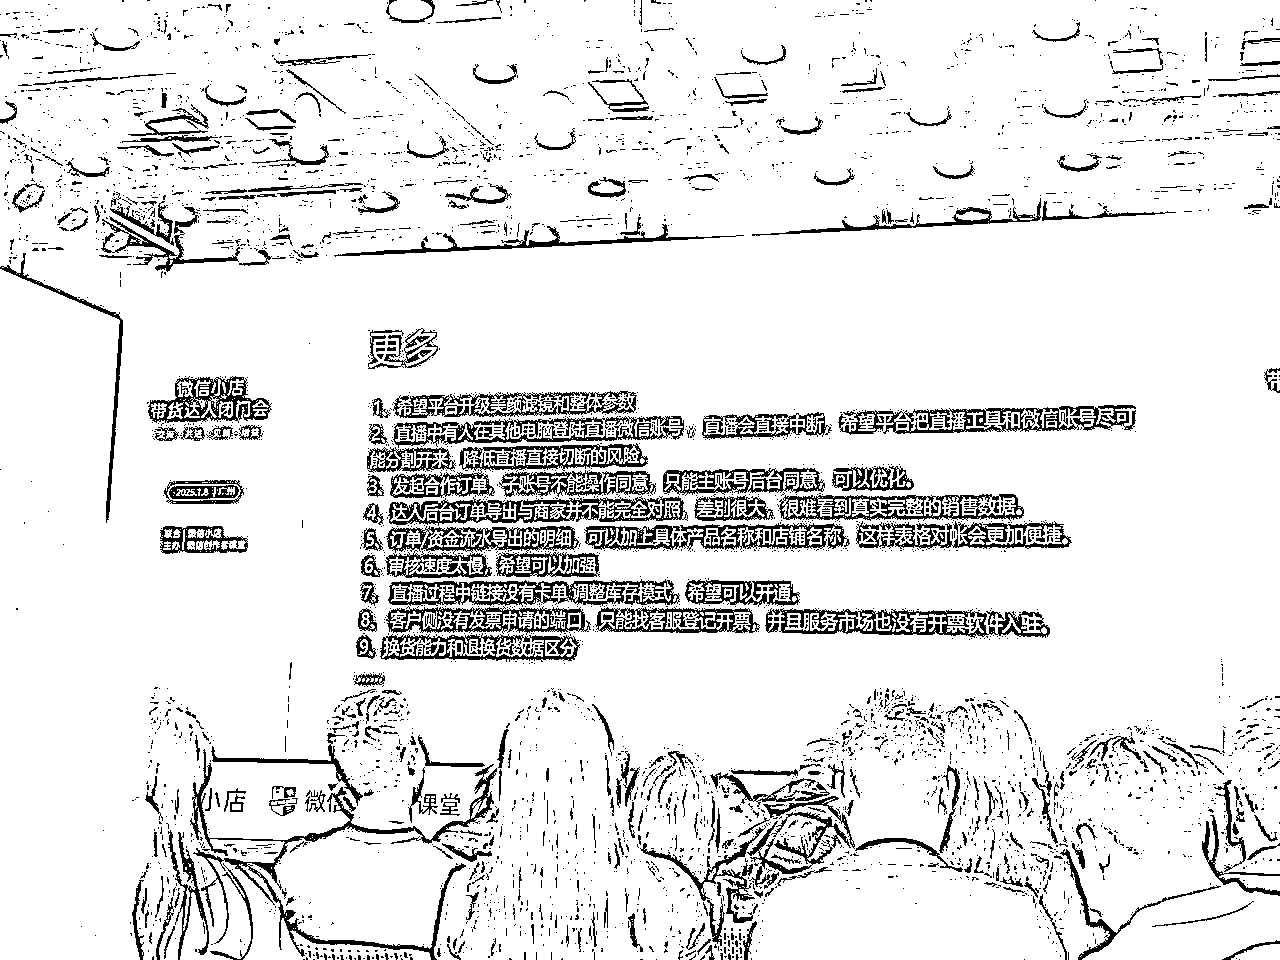 更多
微信小店
带货达人闭门会
2025.1.8 广州
1、希望平台升级美颜滤镜和整体参数
2、直播中有人在其他电脑登陆直播微信账号，直播会直接中断，希望平台把直播工具和微信账号尽可
能分割开来，降低直播直接切断的风险。
3、发起合作订单，子账号不能操作同意，只能主账号后台同意，可以优化。
4、达人后台订单导出与商家并不能完全对照，差别很大，很难看到真实完整的销售数据。
5、订单/资金流水导出的明细，可以加上具体产品名称和店铺名称，这样表格对帐会更加便捷。
6、审核速度太慢，希望可以加强
7、直播过程中链接没有卡单 调整库存模式，希望可以开通。
8、客户侧没有发票申请的端口，只能找客服登记开票，并且服务市场也没有开票软件入驻。
9、换货能力和退换货数据区分
……
带
小店 微信 课堂